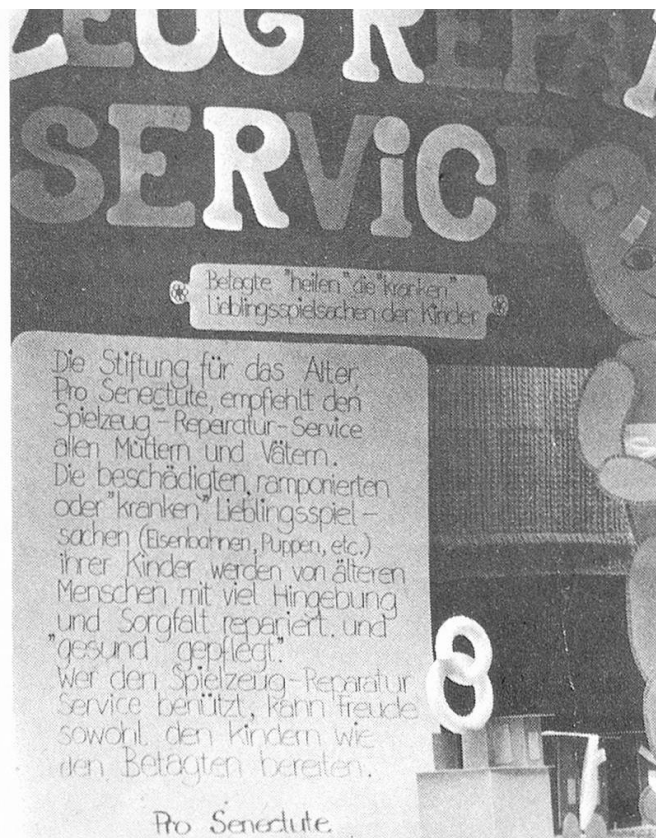 ZEUG REPA
SERVICE
Betagte "heilen" die "kranken"
Lieblingsspielsachen der Kinder
Die Stiftung für das Alter,
Pro Senectute, empfiehlt den
Spielzeug-Reparatur-Service
allen Müttern und Vätern.
Die beschädigten, ramponierten
oder "kranken" Lieblingsspiel-
sachen (Eisenbahnen, Puppen, etc.)
ihrer Kinder werden von älteren
Menschen mit viel Hingebung
und Sorgfalt repariert und
"gesund gepflegt".
Wer den Spielzeug-Reparatur
Service benützt, kann Freude
sowohl den Kindern wie
den Betagten bereiten.
Pro Senectute